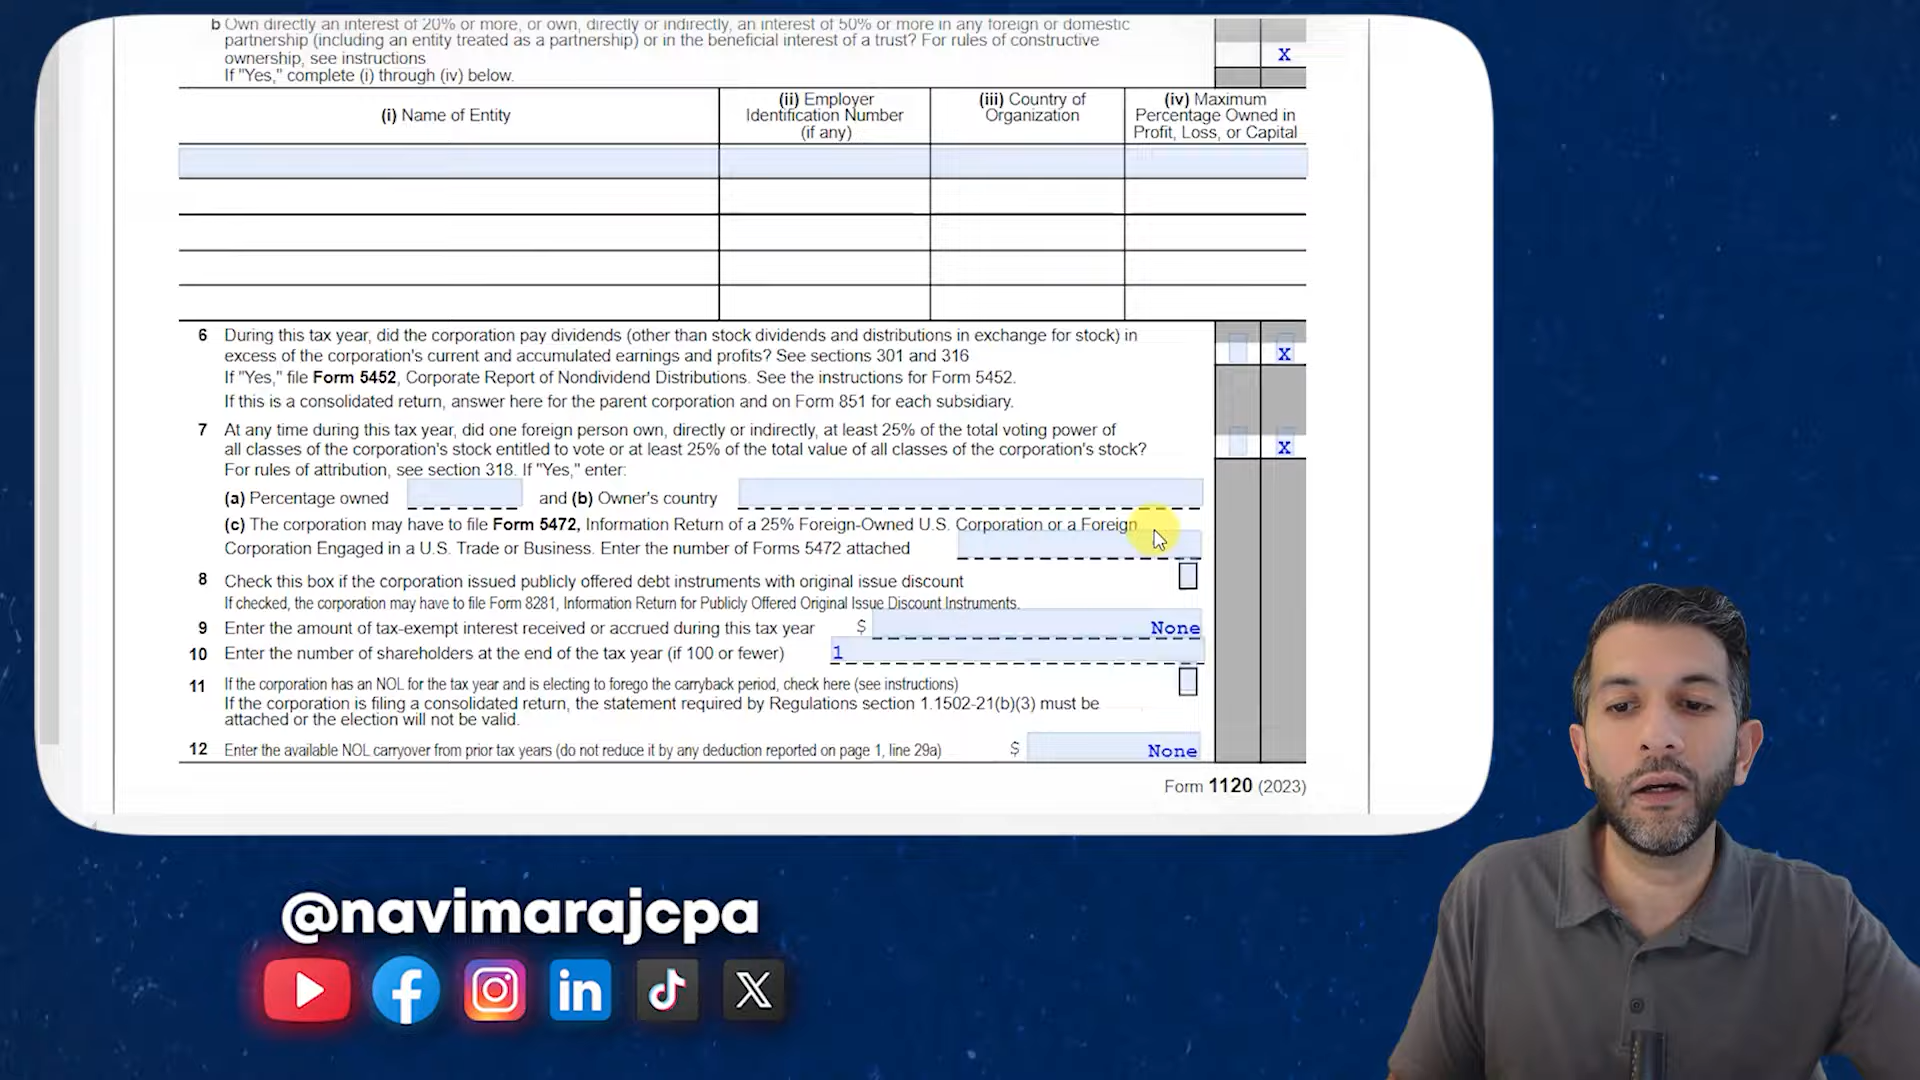 b Own directly an interest of 20% or more, or own, directly or indirectly, an interest of 50% or more in any foreign or domestic
partnership (including an entity treated as a partnership) or in the beneficial interest of a trust? For rules of constructive
ownership, see instructions
X
If "Yes," complete (i) through (iv) below.
(i) Name of Entity
(ii) Employer
Identification Number
(if any)
(iii) Country of
Organization
(iv) Maximum
Percentage Owned in
Profit, Loss, or Capital
6 During this tax year, did the corporation pay dividends (other than stock dividends and distributions in exchange for stock) in
excess of the corporation's current and accumulated earnings and profits? See sections 301 and 316
X
If "Yes," file Form 5452, Corporate Report of Nondividend Distributions. See the instructions for Form 5452.
If this is a consolidated return, answer here for the parent corporation and on Form 851 for each subsidiary.
7 At any time during this tax year, did one foreign person own, directly or indirectly, at least 25% of the total voting power of
all classes of the corporation's stock entitled to vote or at least 25% of the total value of all classes of the corporation's stock?
X
For rules of attribution, see section 318. If "Yes," enter:
(a) Percentage owned and (b) Owner's country
(c) The corporation may have to file Form 5472, Information Return of a 25% Foreign-Owned U.S. Corporation or a Foreign
Corporation Engaged in a U.S. Trade or Business. Enter the number of Forms 5472 attached
8 Check this box if the corporation issued publicly offered debt instruments with original issue discount
If checked, the corporation may have to file Form 8281, Information Return for Publicly Offered Original Issue Discount Instruments.
9 Enter the amount of tax-exempt interest received or accrued during this tax year $ None
10 Enter the number of shareholders at the end of the tax year (if 100 or fewer) 1
11 If the corporation has an NOL for the tax year and is electing to forego the carryback period, check here (see instructions)
If the corporation is filing a consolidated return, the statement required by Regulations section 1.1502-21(b)(3) must be
attached or the election will not be valid.
12 Enter the available NOL carryover from prior tax years (do not reduce it by any deduction reported on page 1, line 29a) $ None
Form 1120 (2023)
@navimarajcpa